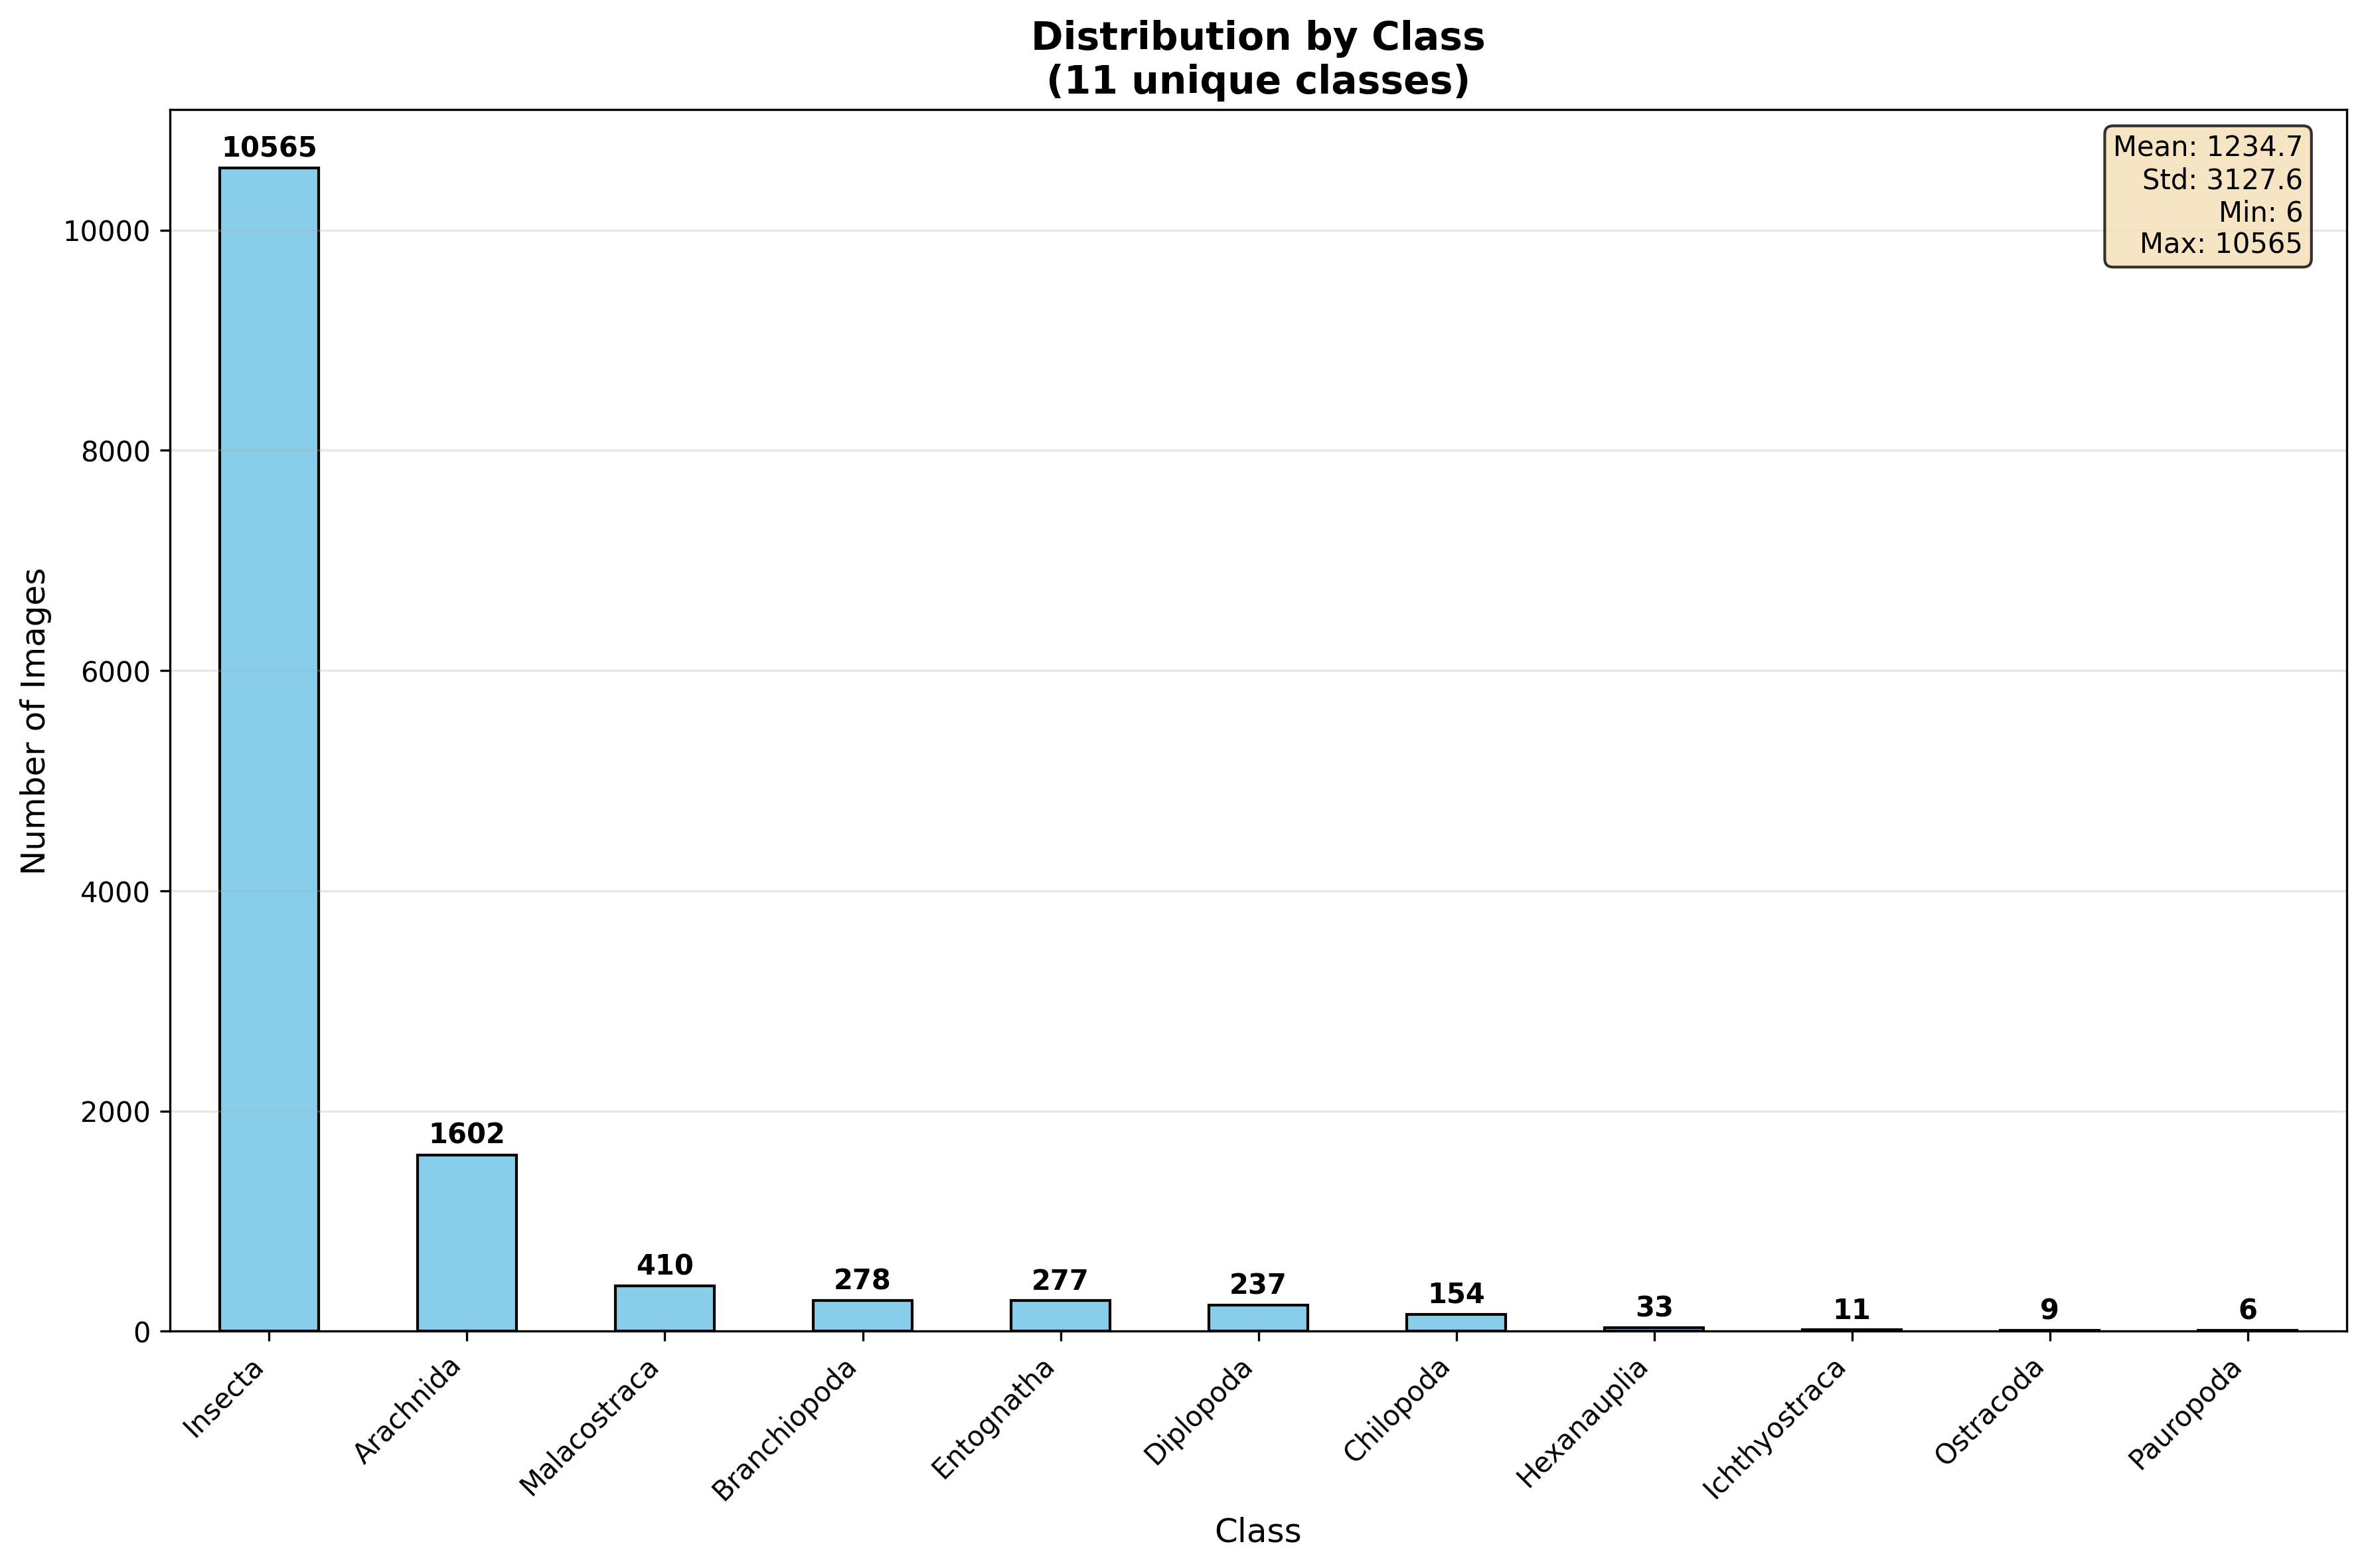 Distribution by Class
(11 unique classes)
Mean: 1234.7
Std: 3127.6
Min: 6
Max: 10565
Number of Images
10000
8000
6000
4000
2000
0
10565
1602
410
278
277
237
154
33
11
9
6
Insecta
Arachnida
Malacostraca
Branchiopoda
Entognatha
Diplopoda
Chilopoda
Hexanauplia
Ichthyostraca
Ostracoda
Pauropoda
Class